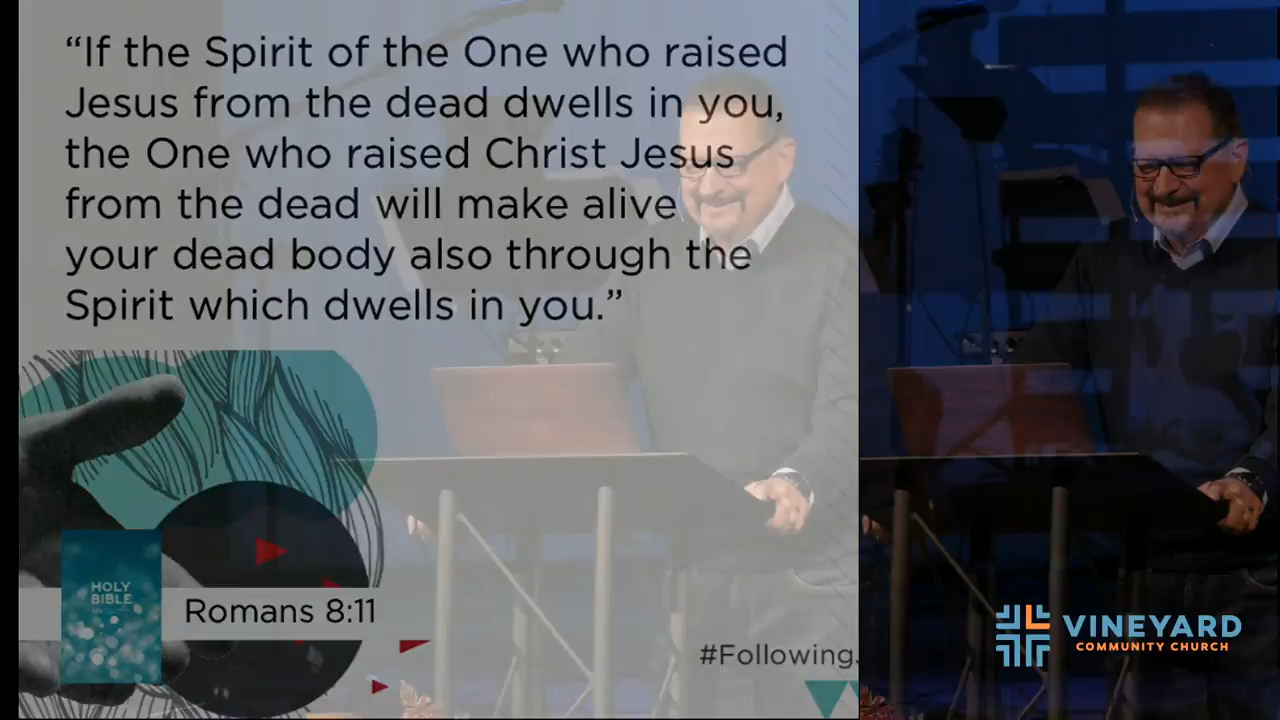 “If the Spirit of the One who raised
Jesus from the dead dwells in you,
the One who raised Christ Jesus
from the dead will make alive
your dead body also through the
Spirit which dwells in you.”
HOLY
BIBLE
Romans 8:11
#Following
VINEYARD
COMMUNITY CHURCH